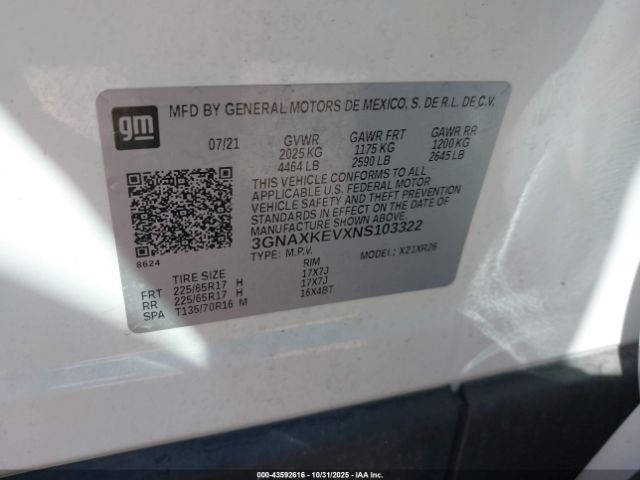 gm
MFD BY GENERAL MOTORS DE MEXICO, S. DE R.L. DE C.V.
07/21 GVWR GAWR FRT GAWR RR
2025 KG 1175 KG 1200 KG
4464 LB 2590 LB 2645 LB
THIS VEHICLE CONFORMS TO ALL
APPLICABLE U.S. FEDERAL MOTOR
VEHICLE SAFETY AND THEFT PREVENTION
STANDARDS IN EFFECT ON THE DATE OF
MANUFACTURE SHOWN ABOVE.
3GNAXKEVXNS103322
TYPE: M.P.V. MODEL: X21XR26
8624
TIRE SIZE RIM
FRT 225/65R17 H 17X7J
RR 225/65R17 H 17X7J
SPA T135/70R16 M 16X4BT
000-43592616 • 10/31/2025 • IAA Inc.